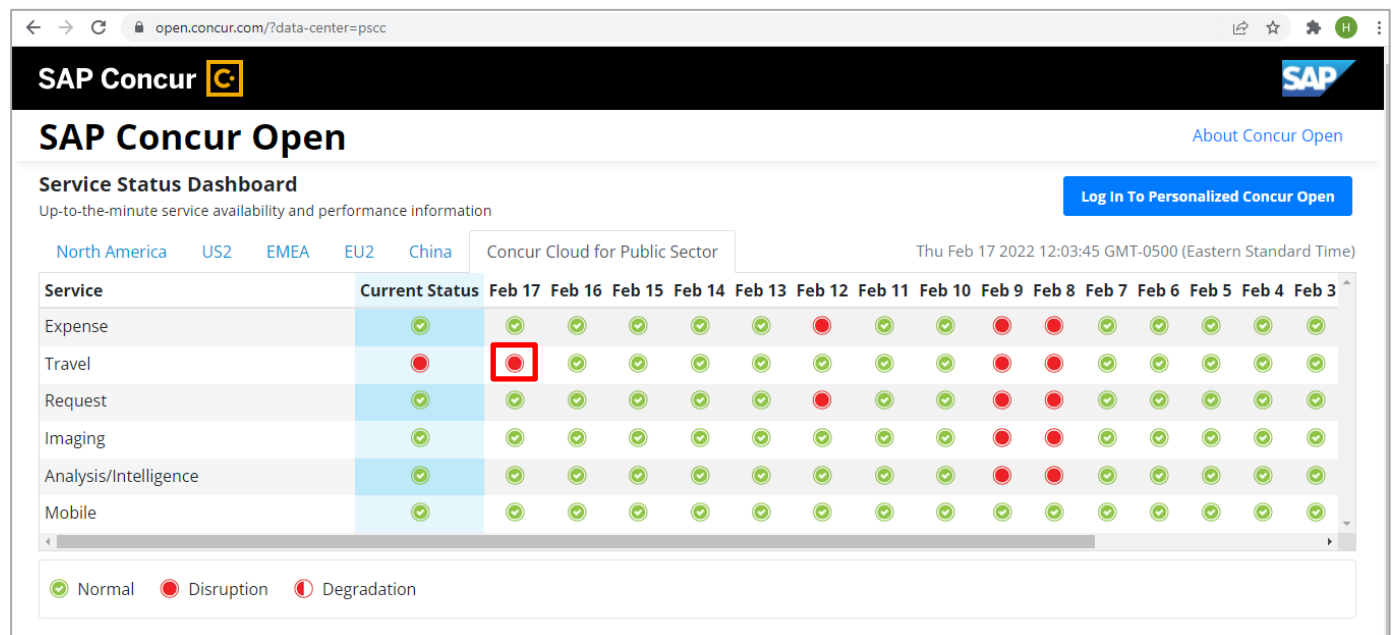 open.concur.com/?data-center=pscc
H
SAP Concur C
SAP
SAP Concur Open
About Concur Open
Service Status Dashboard
Log In To Personalized Concur Open
Up-to-the-minute service availability and performance information
North America US2 EMEA EU2 China Concur Cloud for Public Sector Thu Feb 17 2022 12:03:45 GMT-0500 (Eastern Standard Time)
Service Current Status Feb 17 Feb 16 Feb 15 Feb 14 Feb 13 Feb 12 Feb 11 Feb 10 Feb 9 Feb 8 Feb 7 Feb 6 Feb 5 Feb 4 Feb 3
Expense
Travel
Request
Imaging
Analysis/Intelligence
Mobile
Normal Disruption Degradation